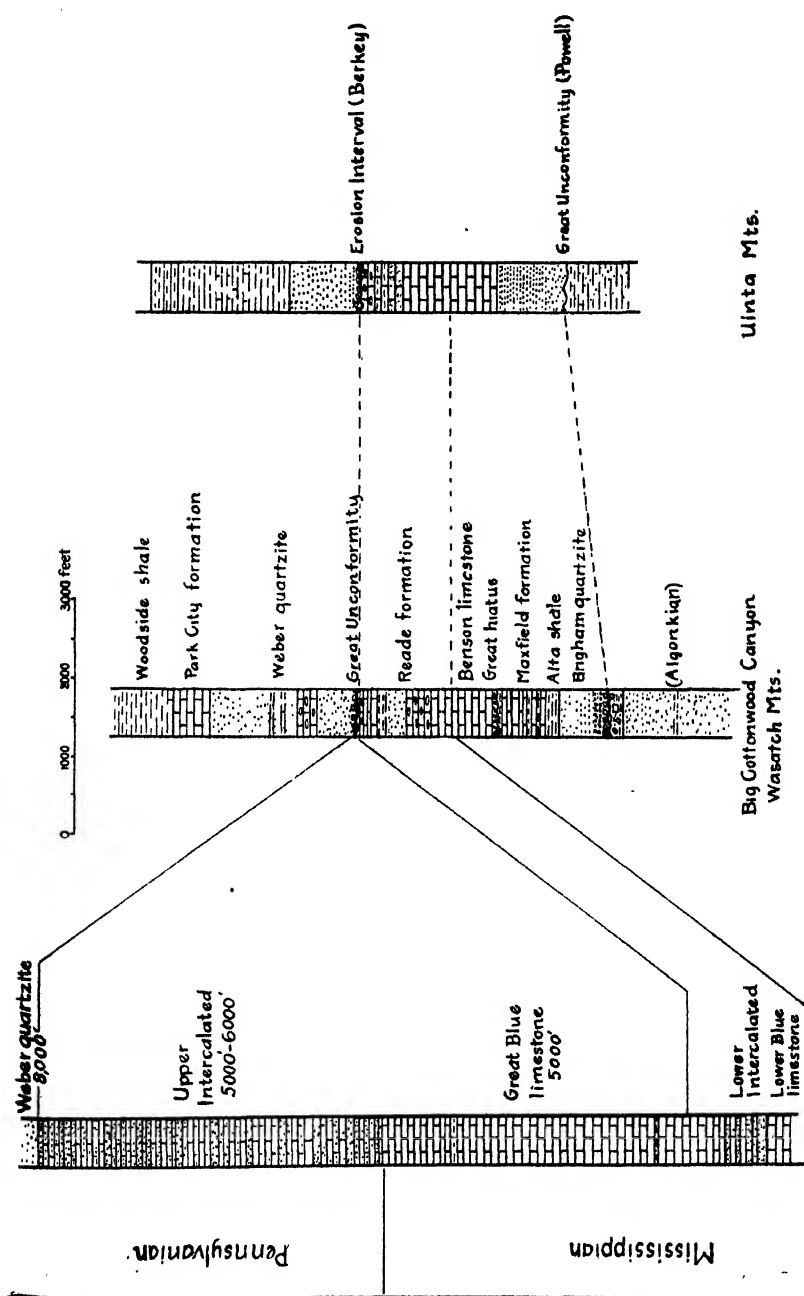 Pennsylvanian
Mississippian
Weber quartzite
8,000'
Upper
Intercalated
5000'-6000'
Great Blue
limestone
5000'
Lower
Intercalated
Lower Blue
limestone
0 1000 2000 3000 feet
Woodside shale
Park City formation
Weber quartzite
Great Unconformity
Reade formation
Benson limestone
Great hiatus
Maxfield formation
Alta shale
Brigham quartzite
(Algonkian)
Big Cottonwood Canyon
Wasatch Mts.
Erosion Interval (Berkey)
Great Unconformity (Powell)
Uinta Mts.